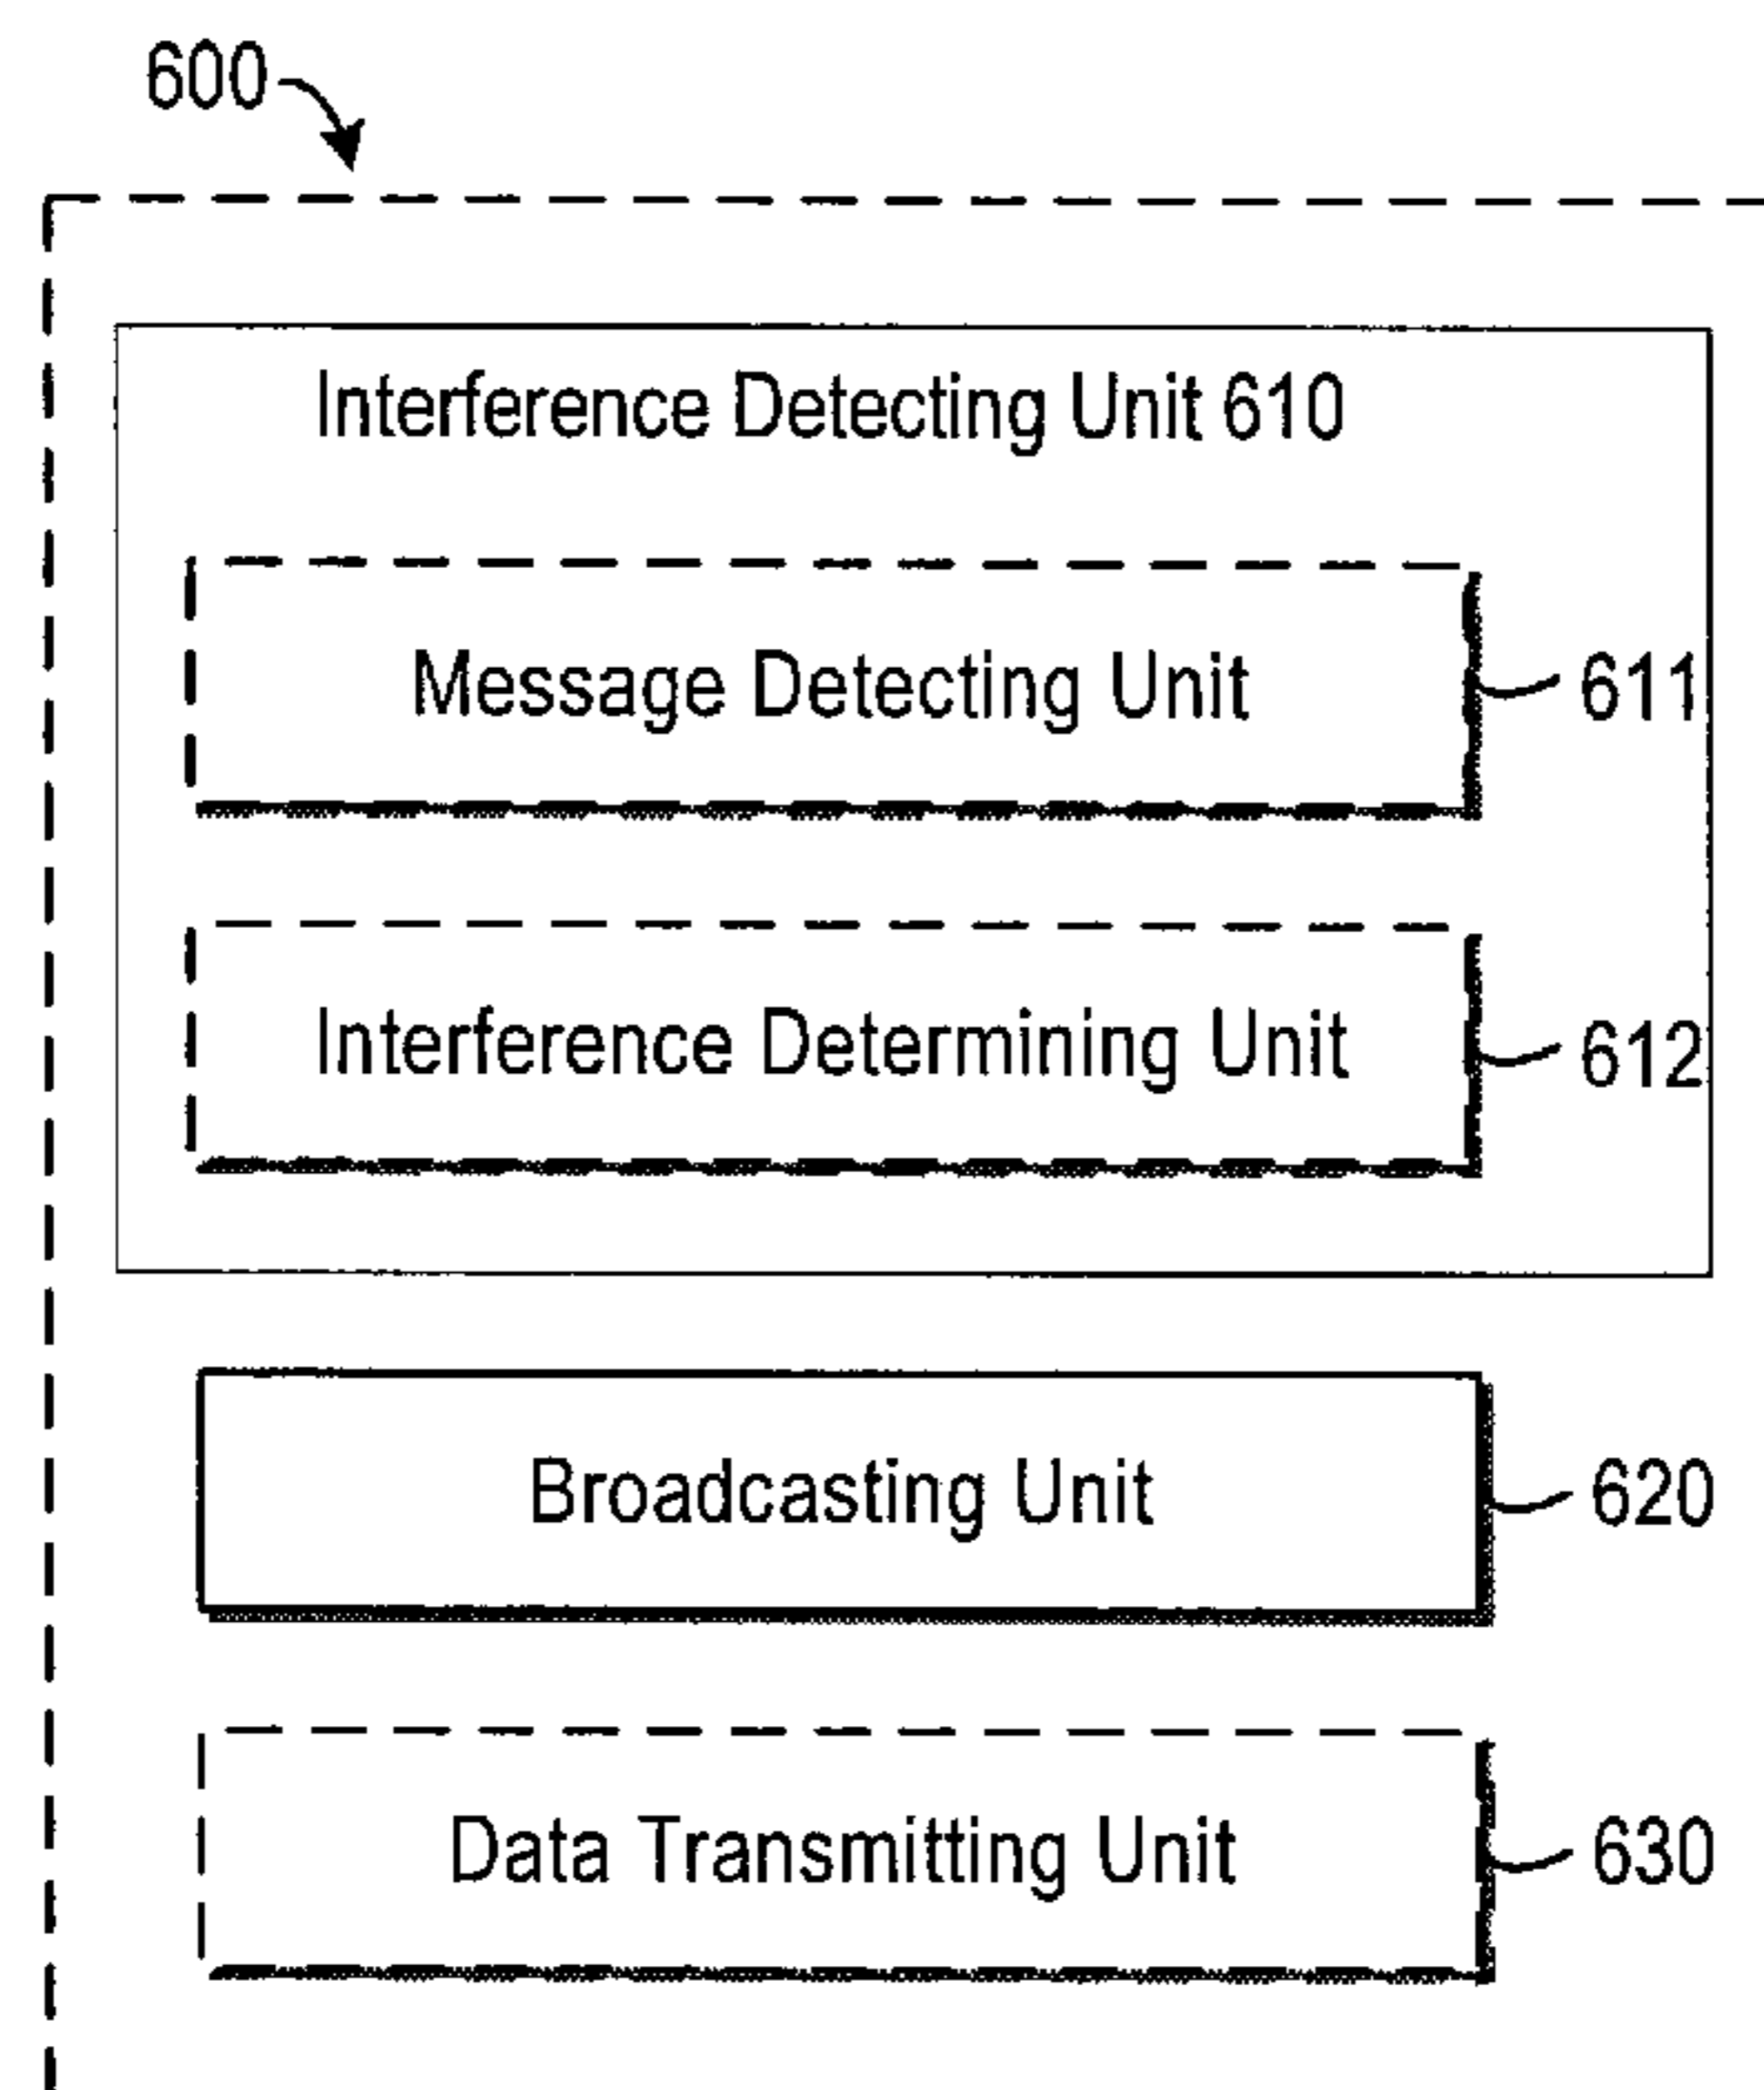 600
Interference Detecting Unit 610
Message Detecting Unit 611
Interference Determining Unit 612
Broadcasting Unit 620
Data Transmitting Unit 630